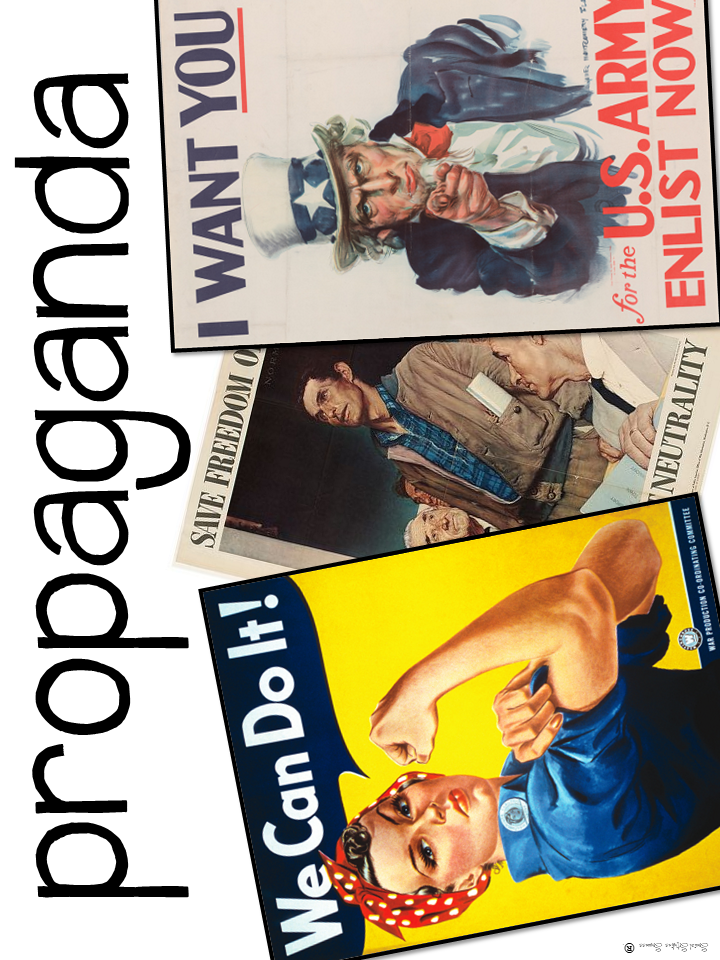 propaganda
We Can Do It!
WAR PRODUCTION CO-ORDINATING COMMITTEE
SAVE FREEDOM O
NORM
NEUTRALITY
I WANT YOU
for the U.S. ARMY
ENLIST NOW